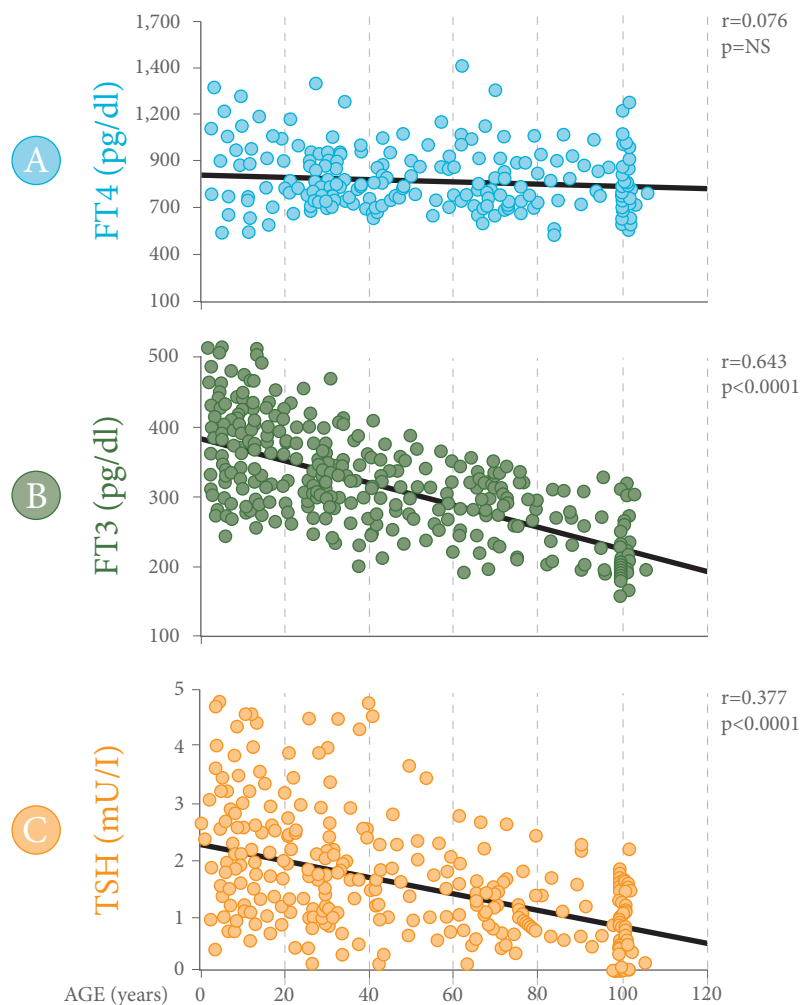 1,700
1,400
1,200
900
700
400
100
A
FT4 (pg/dl)
r=0.076
p=NS
500
400
300
200
100
B
FT3 (pg/dl)
r=0.643
p<0.0001
5
4
3
2
1
0
C
TSH (mU/I)
r=0.377
p<0.0001
AGE (years)
0 20 40 60 80 100 120